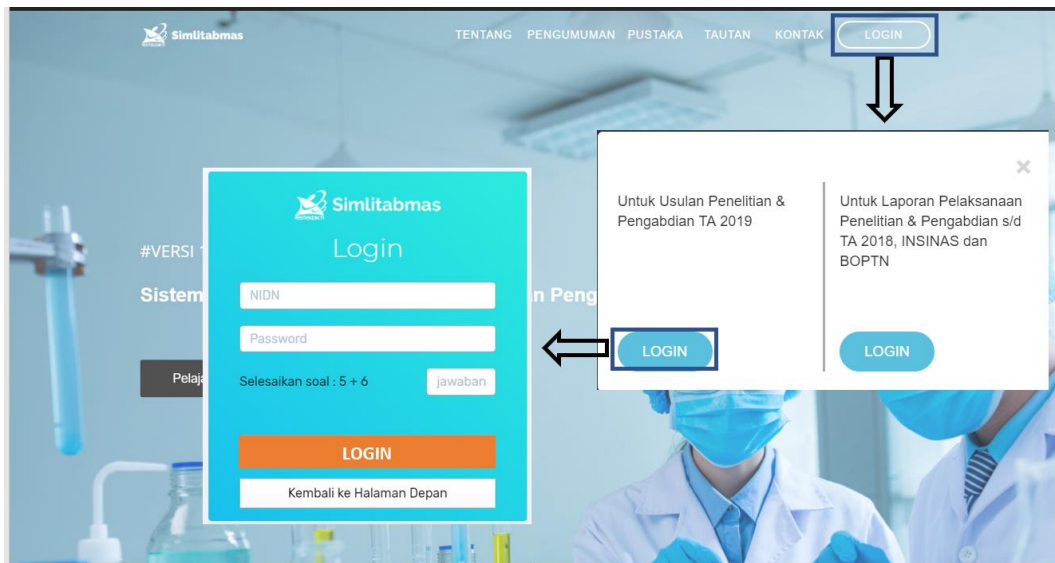 Simlitabmas
TENTANG PENGUMUMAN PUSTAKA TAUTAN KONTAK LOGIN
#VERSI 1
Sistem
n Peng
Pelaja
Simlitabmas
Login
NIDN
Password
Selesaikan soal : 5 + 6 jawaban
LOGIN
Kembali ke Halaman Depan
Untuk Usulan Penelitian &
Pengabdian TA 2019
LOGIN
Untuk Laporan Pelaksanaan
Penelitian & Pengabdian s/d
TA 2018, INSINAS dan
BOPTN
LOGIN